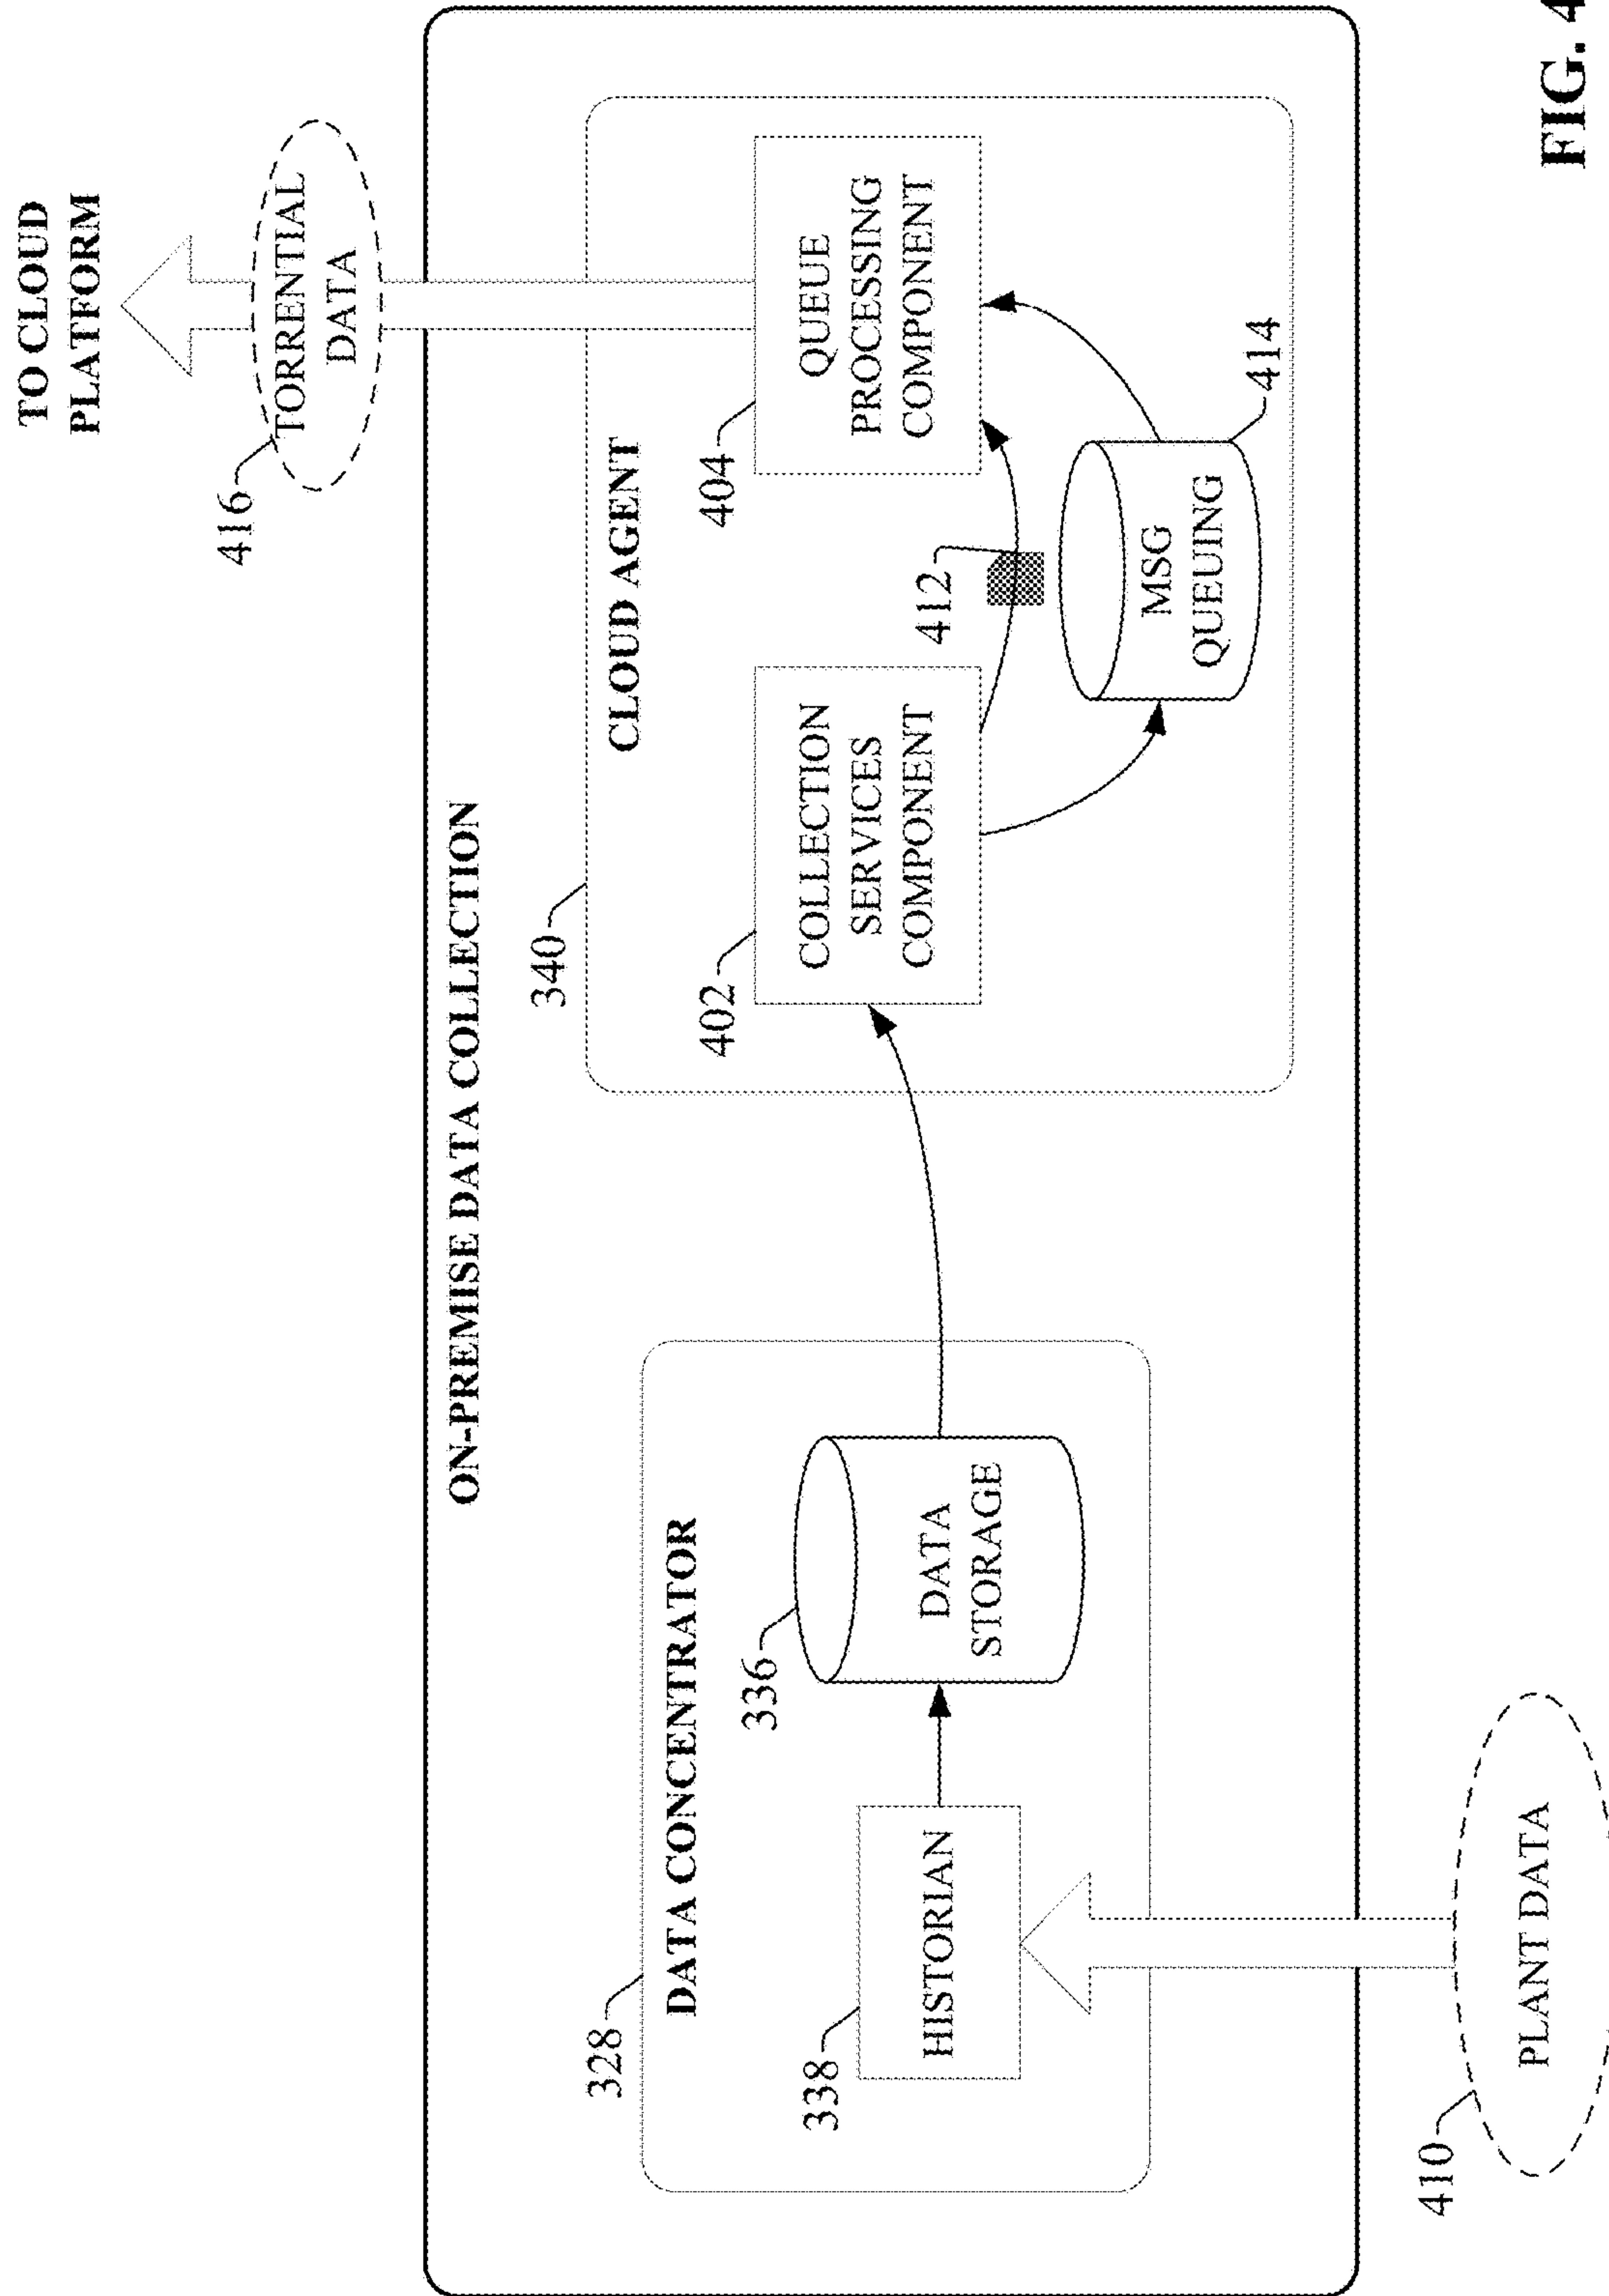 TO CLOUD
PLATFORM
416
TORRENTIAL
DATA
ON-PREMISE DATA COLLECTION
328
DATA CONCENTRATOR
338
HISTORIAN
336
DATA
STORAGE
340
CLOUD AGENT
402
COLLECTION
SERVICES
COMPONENT
404
QUEUE
PROCESSING
COMPONENT
412
MSG
QUEUING
414
410
PLANT DATA
FIG. 4